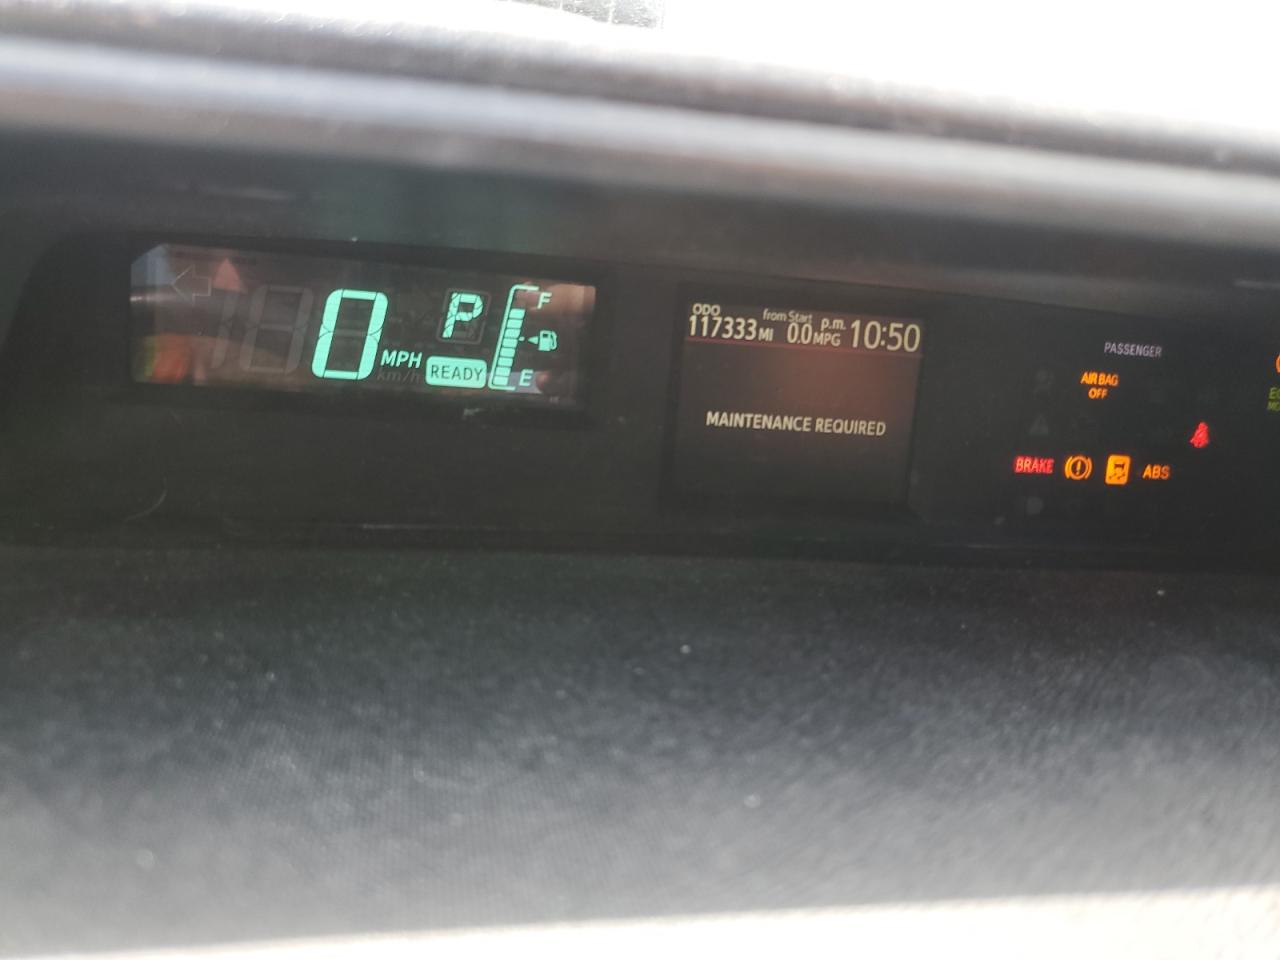 0 MPH
km/h
P
READY
F
E
ODO
117333 MI
from Start
0.0 MPG
p.m. 10:50
MAINTENANCE REQUIRED
PASSENGER
AIR BAG
OFF
BRAKE
ABS